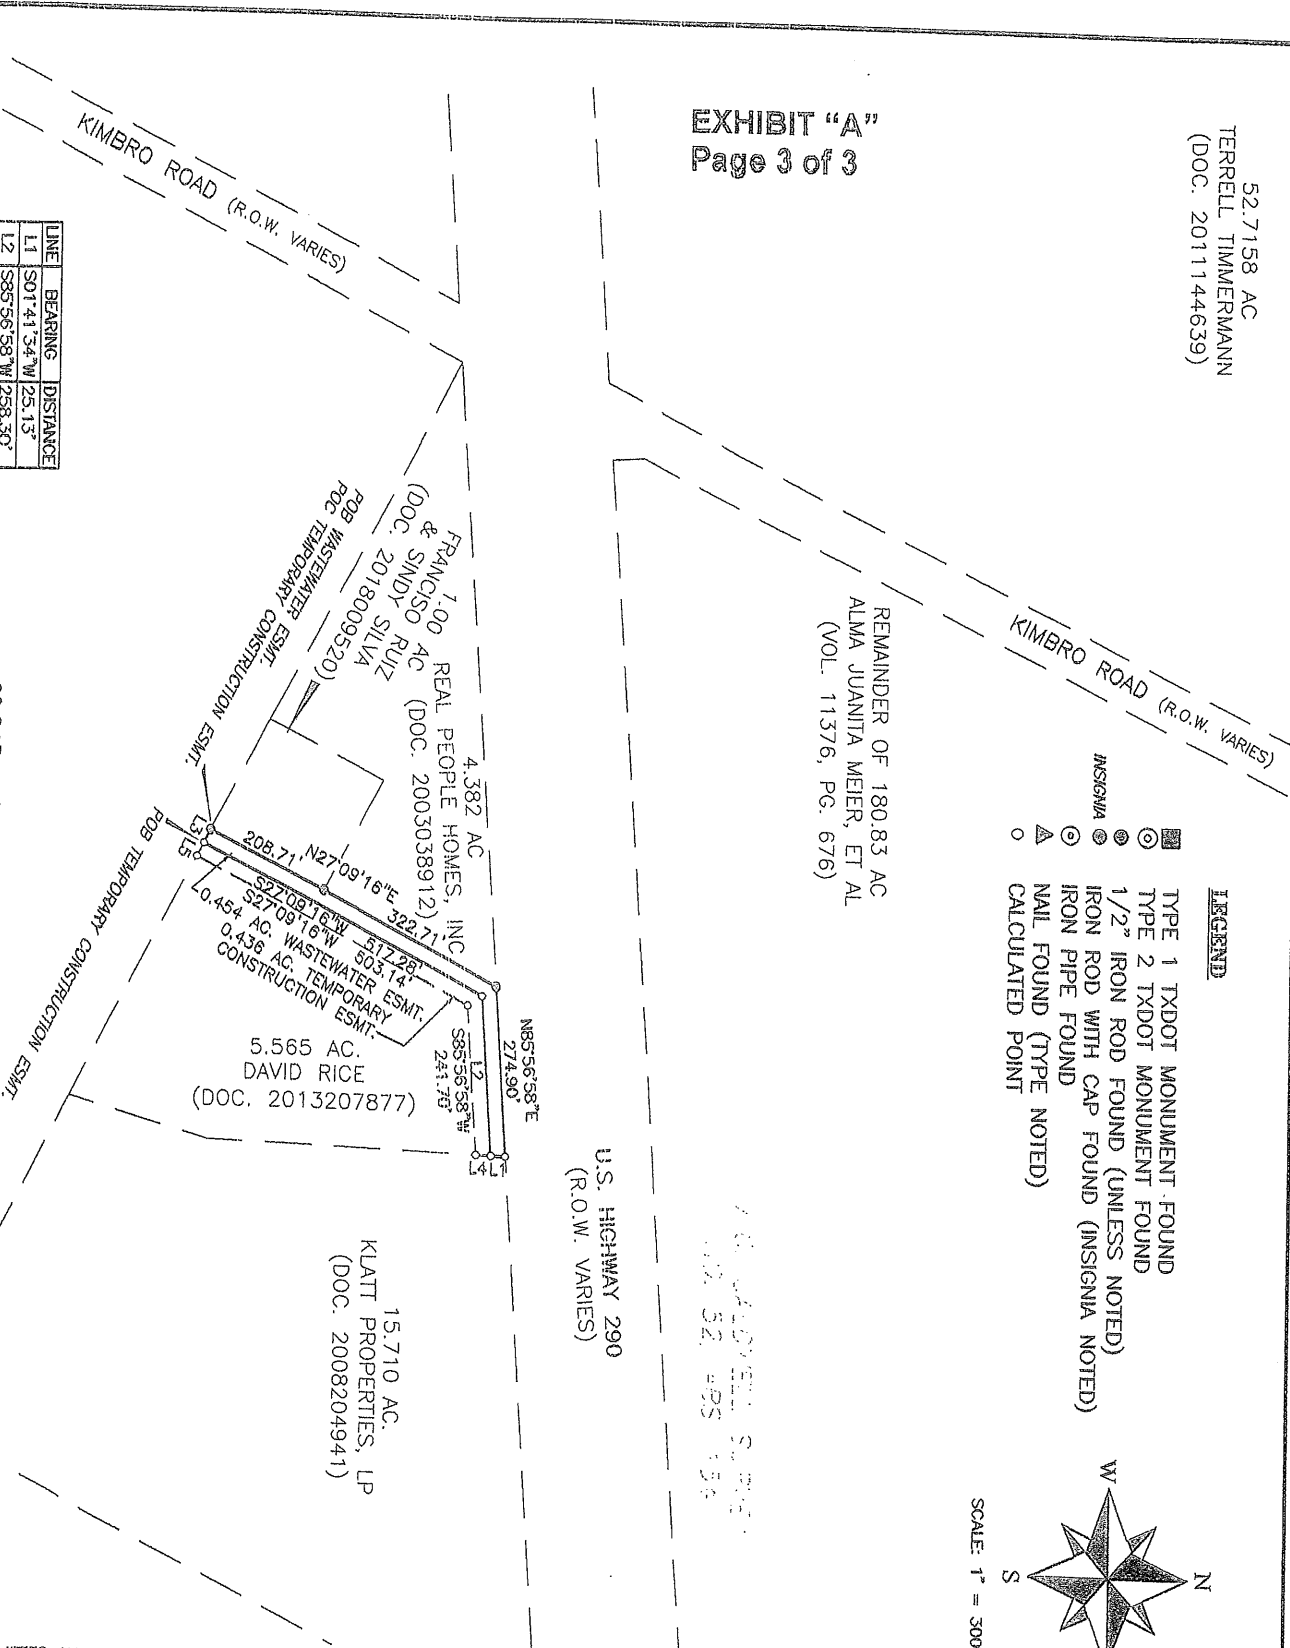 EXHIBIT “A”
Page 3 of 3
52.7158 AC
TERRELL TIMMERMANN
(DOC. 2011144639)
KIMBRO ROAD (R.O.W. VARIES)
KIMBRO ROAD (R.O.W. VARIES)
REMAINDER OF 180.83 AC
ALMA JUANITA MEIER, ET AL
(VOL. 11376, PG. 676)
LEGEND
TYPE 1 TXDOT MONUMENT FOUND
TYPE 2 TXDOT MONUMENT FOUND
1/2" IRON ROD FOUND (UNLESS NOTED)
INSIGNIA IRON ROD WITH CAP FOUND (INSIGNIA NOTED)
IRON PIPE FOUND
NAIL FOUND (TYPE NOTED)
CALCULATED POINT
N
W
S
SCALE: 1" = 300
U.S. HIGHWAY 290
(R.O.W. VARIES)
4.382 AC
REAL PEOPLE HOMES, INC
(DOC. 2003038912)
1.00 AC
FRANCISO RUIZ
& SINDY SILVA
(DOC. 2018009520)
POB WASTEWATER ESMT.
POC TEMPORARY CONSTRUCTION ESMT.
POB TEMPORARY CONSTRUCTION ESMT.
L3
L5
208.71'
N27°09'16"E
322.71'
S27°09'16"W 517.28'
S27°09'16"W 503.14'
0.454 AC. WASTEWATER ESMT.
0.436 AC. TEMPORARY
CONSTRUCTION ESMT.
N85°56'58"E
274.90'
L2
S85°56'58"W
241.70'
L4
L1
5.565 AC.
DAVID RICE
(DOC. 2013207877)
15.710 AC.
KLATT PROPERTIES, LP
(DOC. 2008204941)
LINE BEARING DISTANCE
L1 S01°41'34"W 25.13'
L2 S85°56'58"W 258.30'